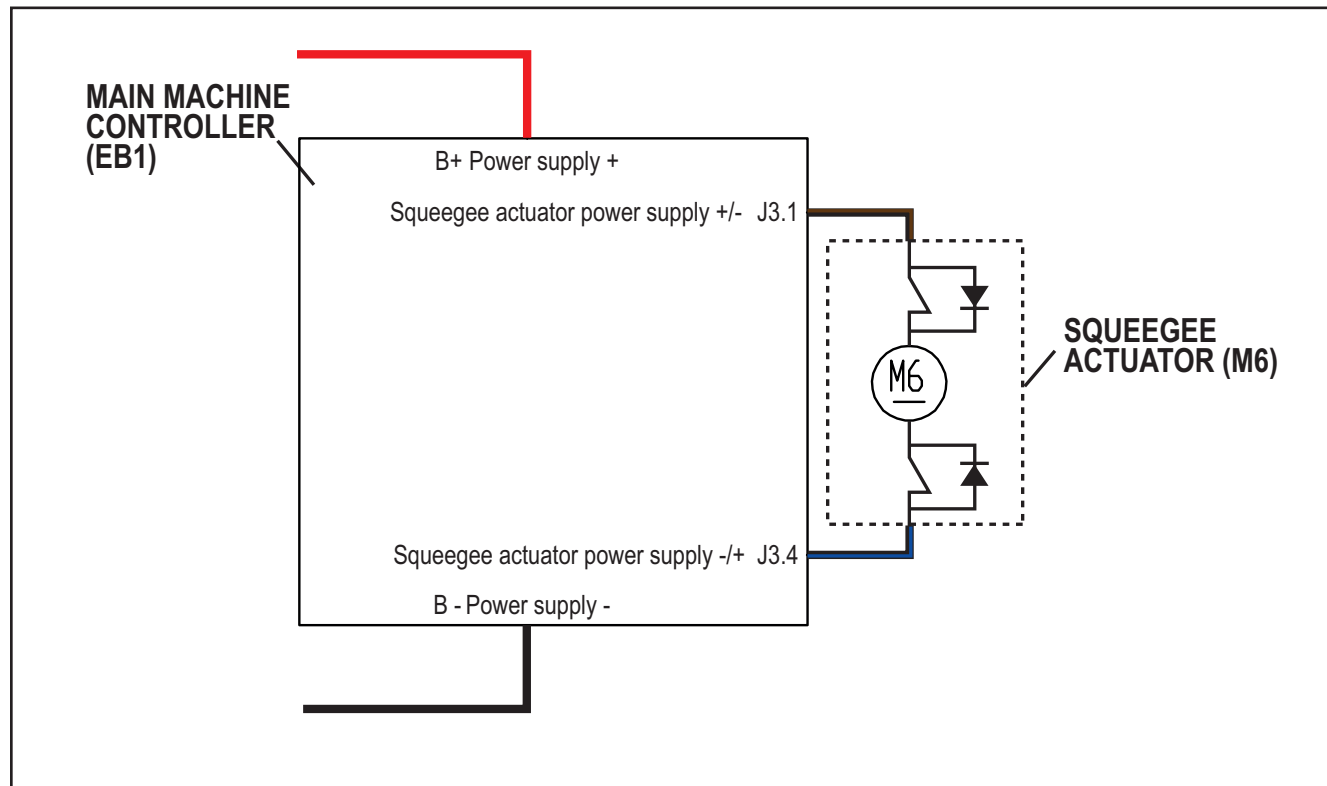 MAIN MACHINE
CONTROLLER
(EB1)
B+ Power supply +
Squeegee actuator power supply +/- J3.1
SQUEEGEE
ACTUATOR (M6)
M6
Squeegee actuator power supply -/+ J3.4
B - Power supply -